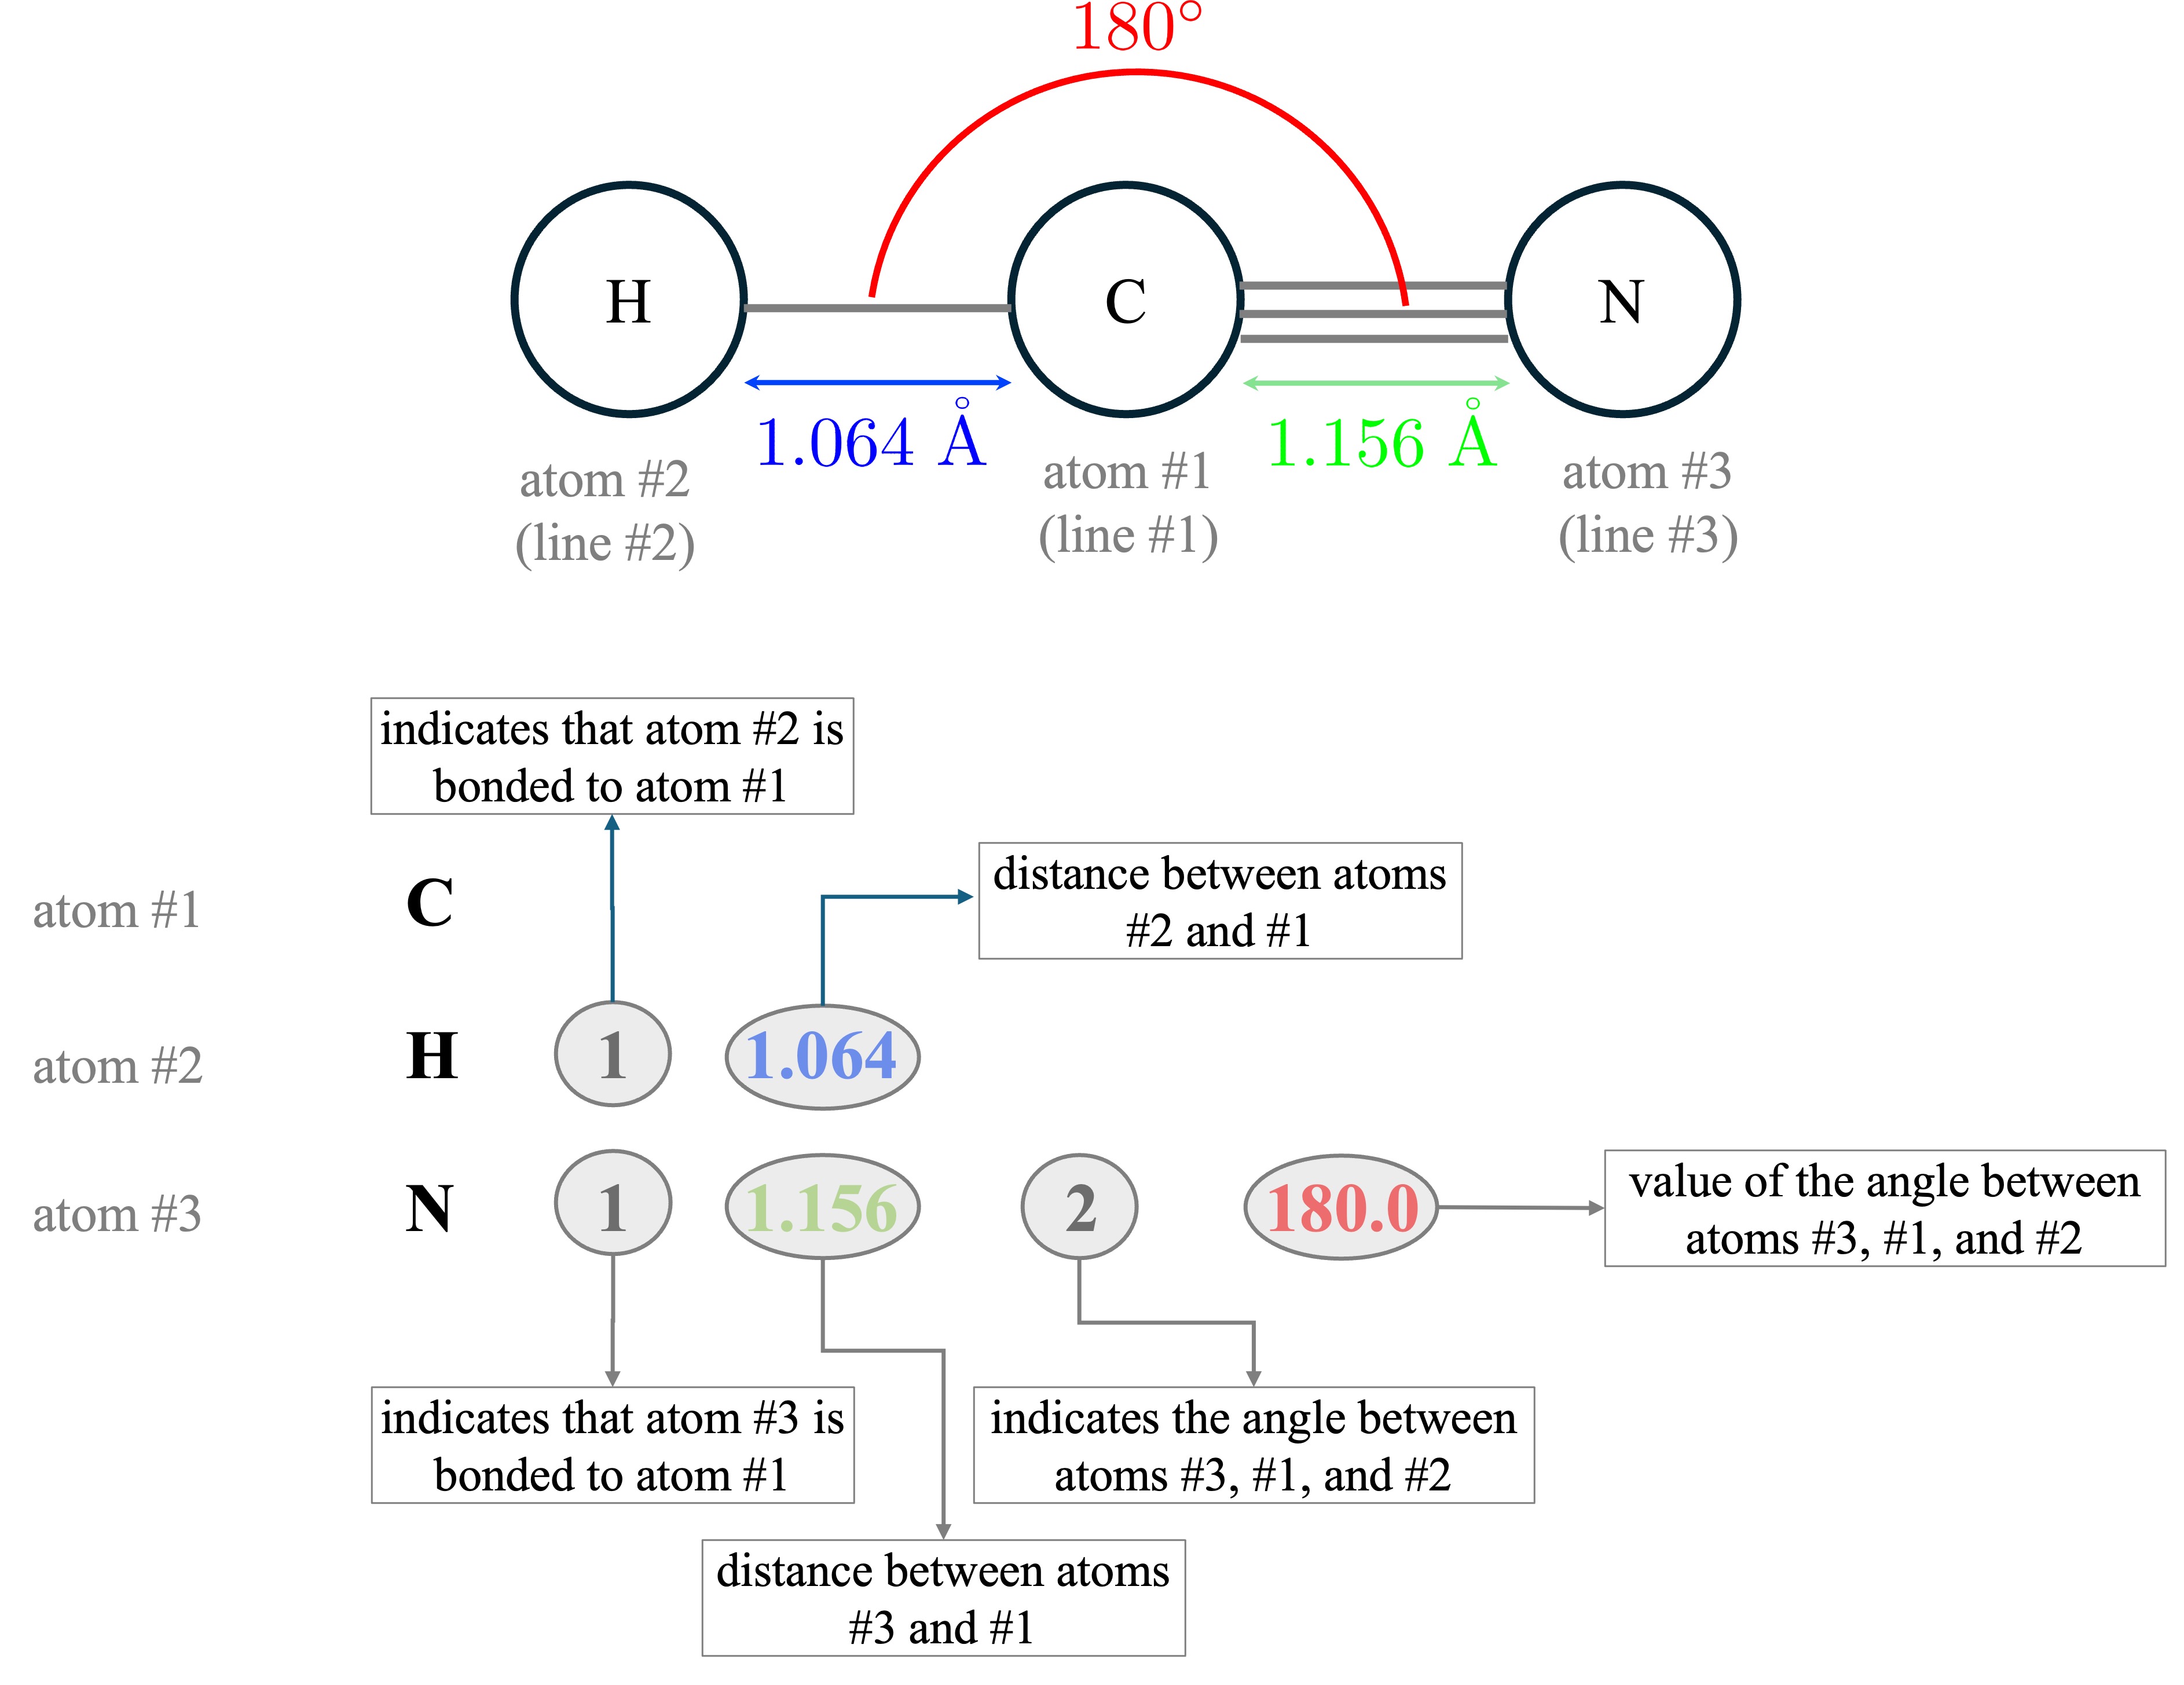 180°
H
C
N
1.064 Å
1.156 Å
atom #2
(line #2)
atom #1
(line #1)
atom #3
(line #3)
indicates that atom #2 is
bonded to atom #1
distance between atoms
#2 and #1
atom #1
C
atom #2
H 1 1.064
atom #3
N 1 1.156 2 180.0
value of the angle between
atoms #3, #1, and #2
indicates that atom #3 is
bonded to atom #1
indicates the angle between
atoms #3, #1, and #2
distance between atoms
#3 and #1